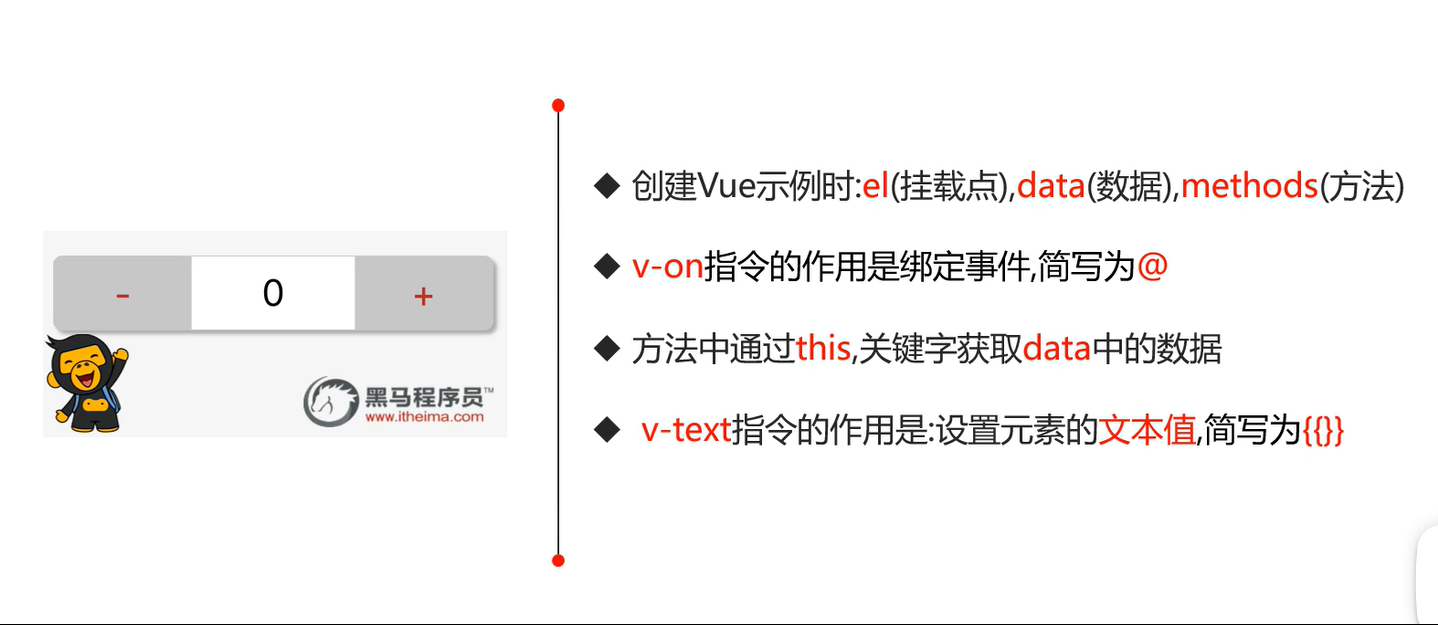 - 0 +
黑马程序员™
www.itheima.com
◆ 创建Vue示例时:el(挂载点),data(数据),methods(方法)
◆ v-on指令的作用是绑定事件,简写为@
◆ 方法中通过this,关键字获取data中的数据
◆ v-text指令的作用是:设置元素的文本值,简写为{{}}